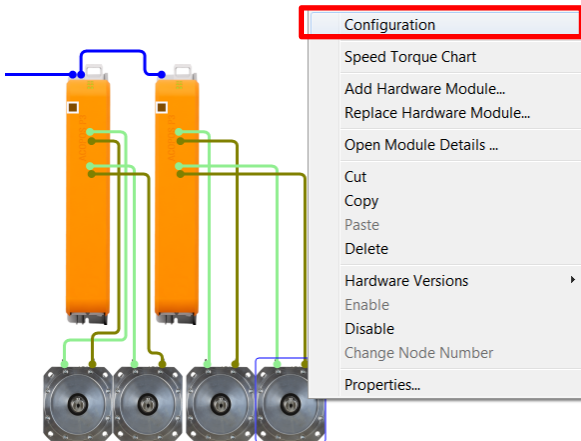 Configuration
Speed Torque Chart
Add Hardware Module...
Replace Hardware Module...
Open Module Details ...
Cut
Copy
Paste
Delete
Hardware Versions
Enable
Disable
Change Node Number
Properties...